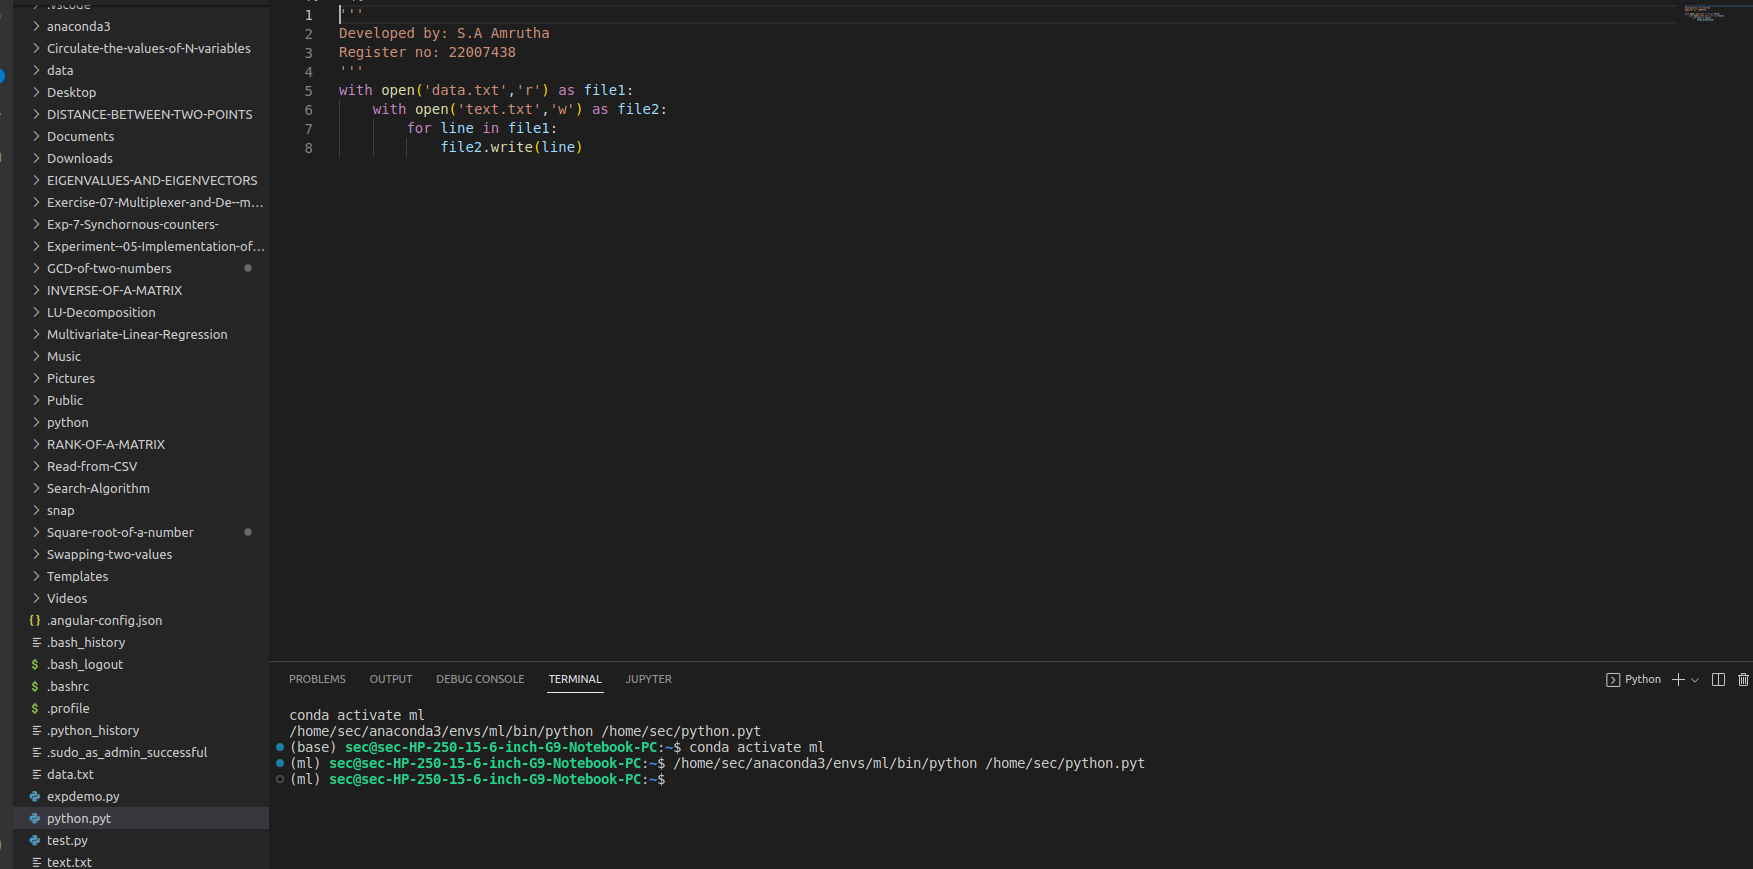 .vscode
anaconda3
Circulate-the-values-of-N-variables
data
Desktop
DISTANCE-BETWEEN-TWO-POINTS
Documents
Downloads
EIGENVALUES-AND-EIGENVECTORS
Exercise-07-Multiplexer-and-De--m...
Exp-7-Synchornous-counters-
Experiment--05-Implementation-of...
GCD-of-two-numbers
INVERSE-OF-A-MATRIX
LU-Decomposition
Multivariate-Linear-Regression
Music
Pictures
Public
python
RANK-OF-A-MATRIX
Read-from-CSV
Search-Algorithm
snap
Square-root-of-a-number
Swapping-two-values
Templates
Videos
{} .angular-config.json
.bash_history
$ .bash_logout
$ .bashrc
$ .profile
.python_history
.sudo_as_admin_successful
data.txt
expdemo.py
python.pyt
test.py
text.txt
1 '''
2 Developed by: S.A Amrutha
3 Register no: 22007438
4 '''
5 with open('data.txt','r') as file1:
6 with open('text.txt','w') as file2:
7 for line in file1:
8 file2.write(line)
PROBLEMS OUTPUT DEBUG CONSOLE TERMINAL JUPYTER
Python
conda activate ml
/home/sec/anaconda3/envs/ml/bin/python /home/sec/python.pyt
(base) sec@sec-HP-250-15-6-inch-G9-Notebook-PC:~$ conda activate ml
(ml) sec@sec-HP-250-15-6-inch-G9-Notebook-PC:~$ /home/sec/anaconda3/envs/ml/bin/python /home/sec/python.pyt
(ml) sec@sec-HP-250-15-6-inch-G9-Notebook-PC:~$